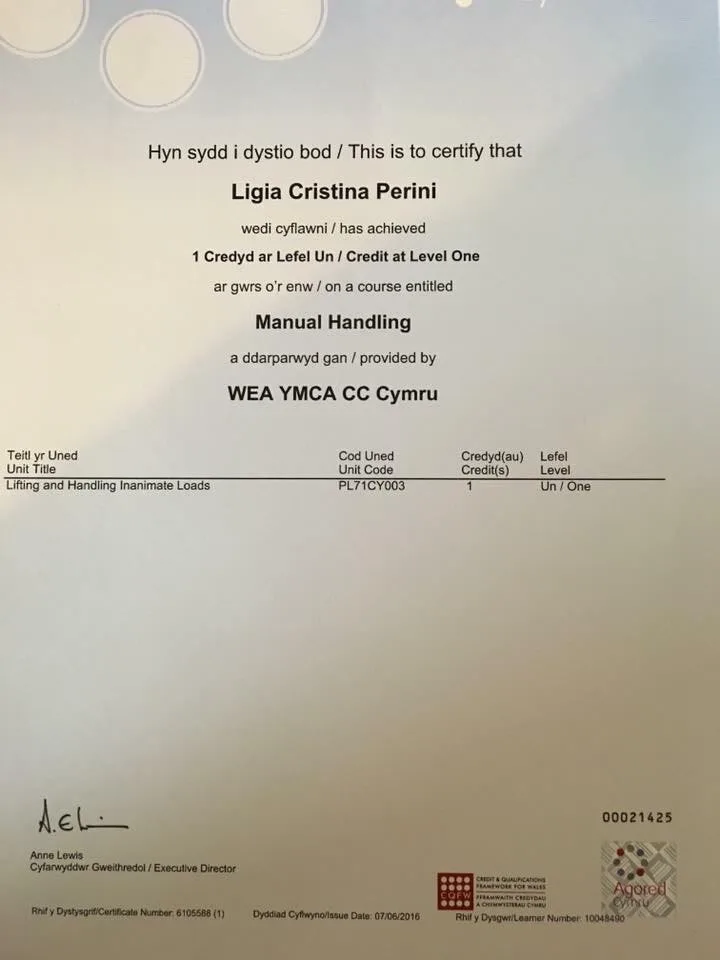 Hyn sydd i dystio bod / This is to certify that
Ligia Cristina Perini
wedi cyflawni / has achieved
1 Credyd ar Lefel Un / Credit at Level One
ar gwrs o'r enw / on a course entitled
Manual Handling
a ddarparwyd gan / provided by
WEA YMCA CC Cymru
Teitl yr Uned Cod Uned Credyd(au) Lefel
Unit Title Unit Code Credit(s) Level
Lifting and Handling Inanimate Loads PL71CY003 1 Un / One
00021425
Anne Lewis
Cyfarwyddwr Gweithredol / Executive Director
CQFW
CREDIT & QUALIFICATIONS
FRAMEWORK FOR WALES
FFRAMWAITH CREDYDAU
A CHYMWYSTERAU CYMRU
Agored
Cymru
Rhif y Dystysgrif/Certificate Number: 6105588 (1) Dyddiad Cyflwyno/Issue Date: 07/06/2016 Rhif y Dysgwr/Learner Number: 10048490